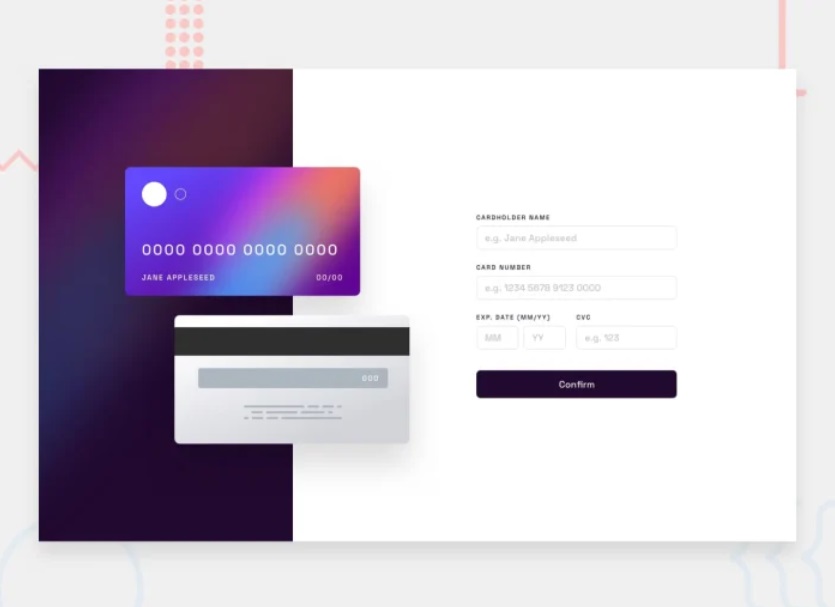 0000 0000 0000 0000
JANE APPLESEED 00/00
000
CARDHOLDER NAME
e.g. Jane Appleseed
CARD NUMBER
e.g. 1234 5678 9123 0000
EXP. DATE (MM/YY) CVC
MM YY e.g. 123
Confirm